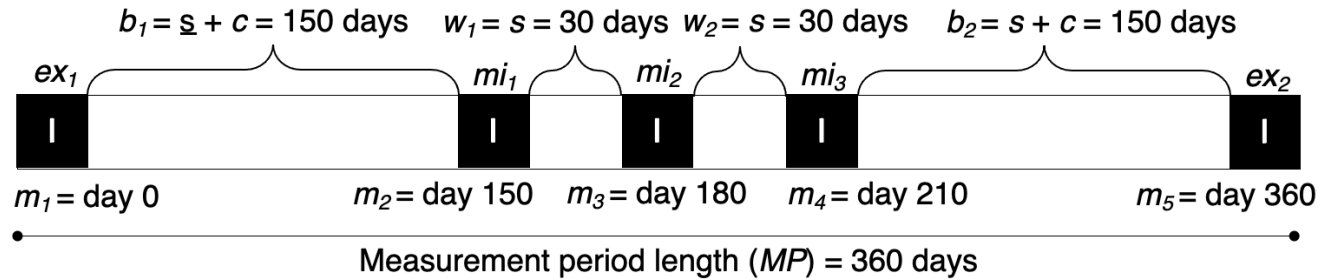 b₁ = s + c = 150 days w₁ = s = 30 days w₂ = s = 30 days b₂ = s + c = 150 days
ex₁ mi₁ mi₂ mi₃ ex₂
I I I I I
m₁ = day 0 m₂ = day 150 m₃ = day 180 m₄ = day 210 m₅ = day 360
Measurement period length (MP) = 360 days